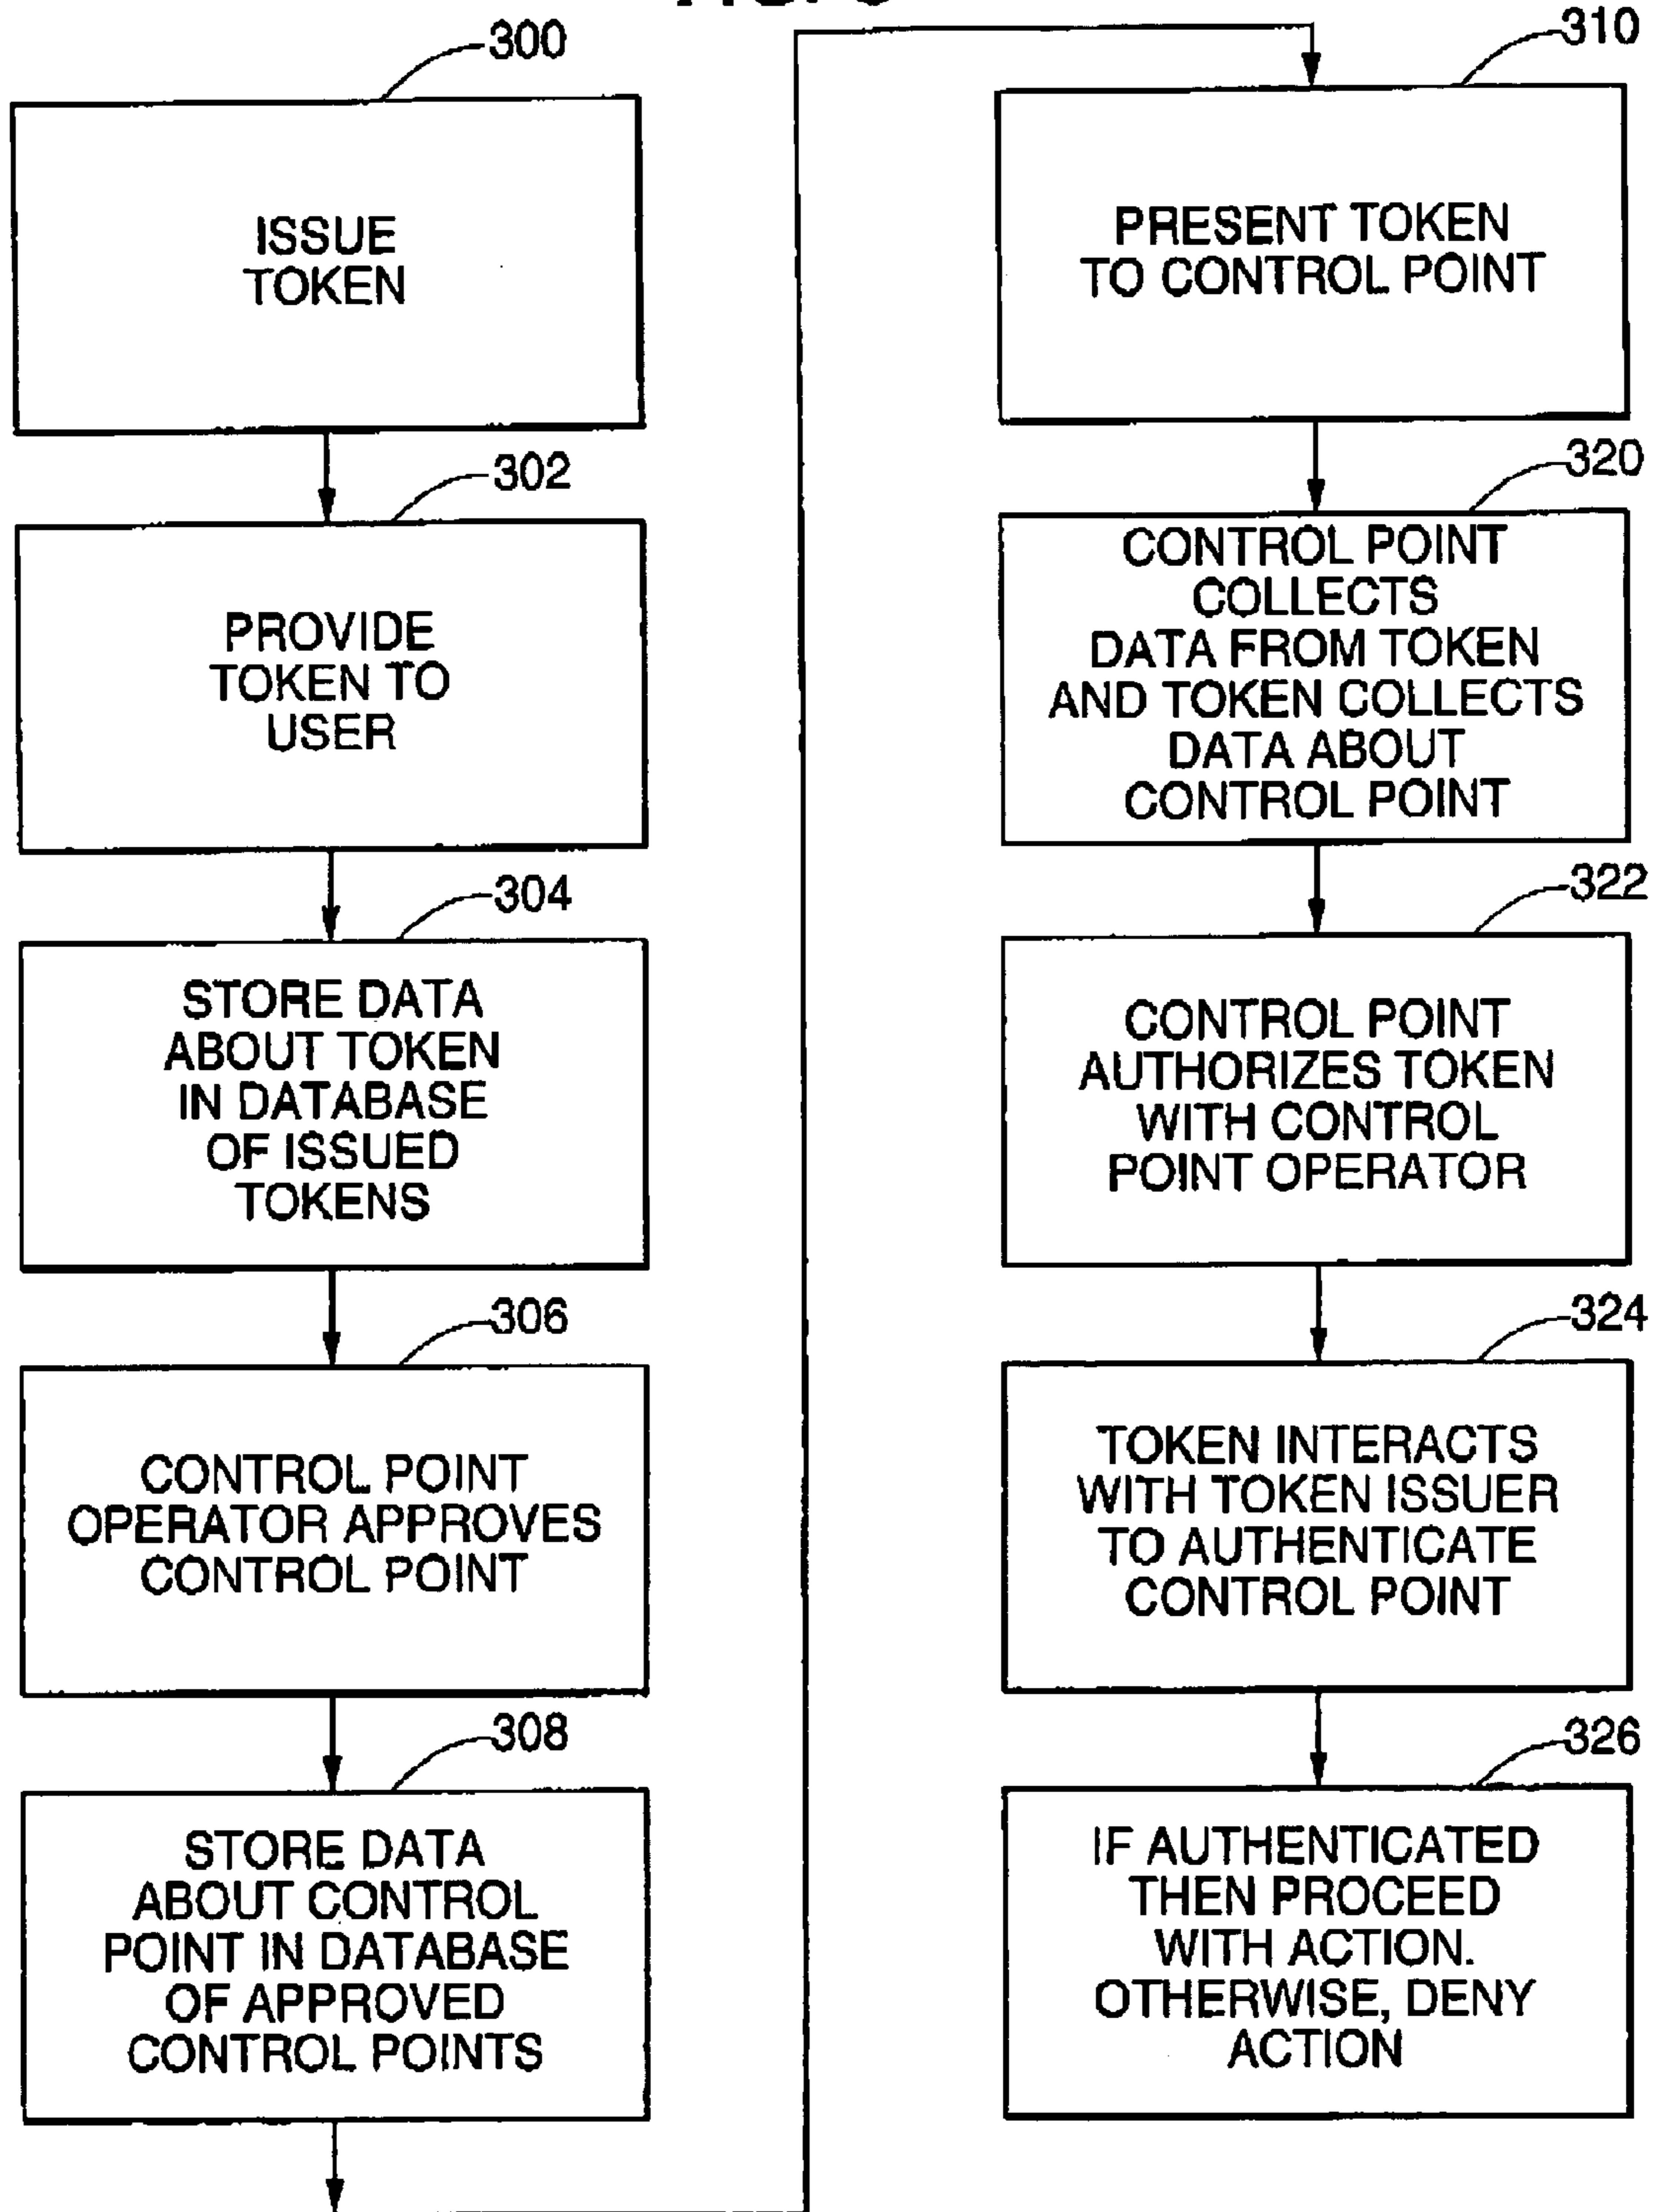 300
ISSUE
TOKEN
302
PROVIDE
TOKEN TO
USER
304
STORE DATA
ABOUT TOKEN
IN DATABASE
OF ISSUED
TOKENS
306
CONTROL POINT
OPERATOR APPROVES
CONTROL POINT
308
STORE DATA
ABOUT CONTROL
POINT IN DATABASE
OF APPROVED
CONTROL POINTS
310
PRESENT TOKEN
TO CONTROL POINT
320
CONTROL POINT
COLLECTS
DATA FROM TOKEN
AND TOKEN COLLECTS
DATA ABOUT
CONTROL POINT
322
CONTROL POINT
AUTHORIZES TOKEN
WITH CONTROL
POINT OPERATOR
324
TOKEN INTERACTS
WITH TOKEN ISSUER
TO AUTHENTICATE
CONTROL POINT
326
IF AUTHENTICATED
THEN PROCEED
WITH ACTION.
OTHERWISE, DENY
ACTION